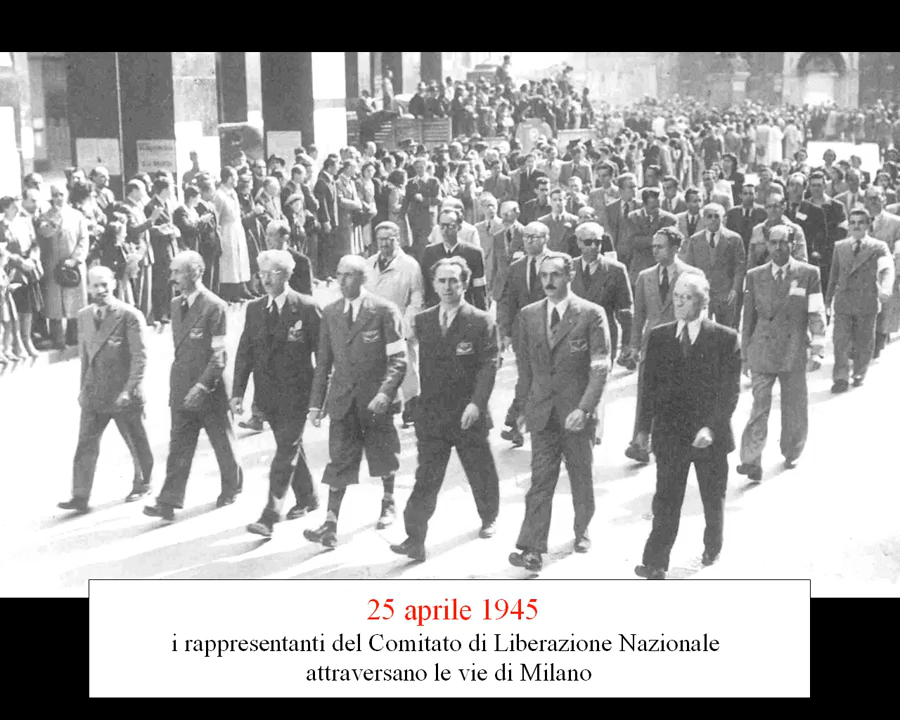 25 aprile 1945
i rappresentanti del Comitato di Liberazione Nazionale
attraversano le vie di Milano